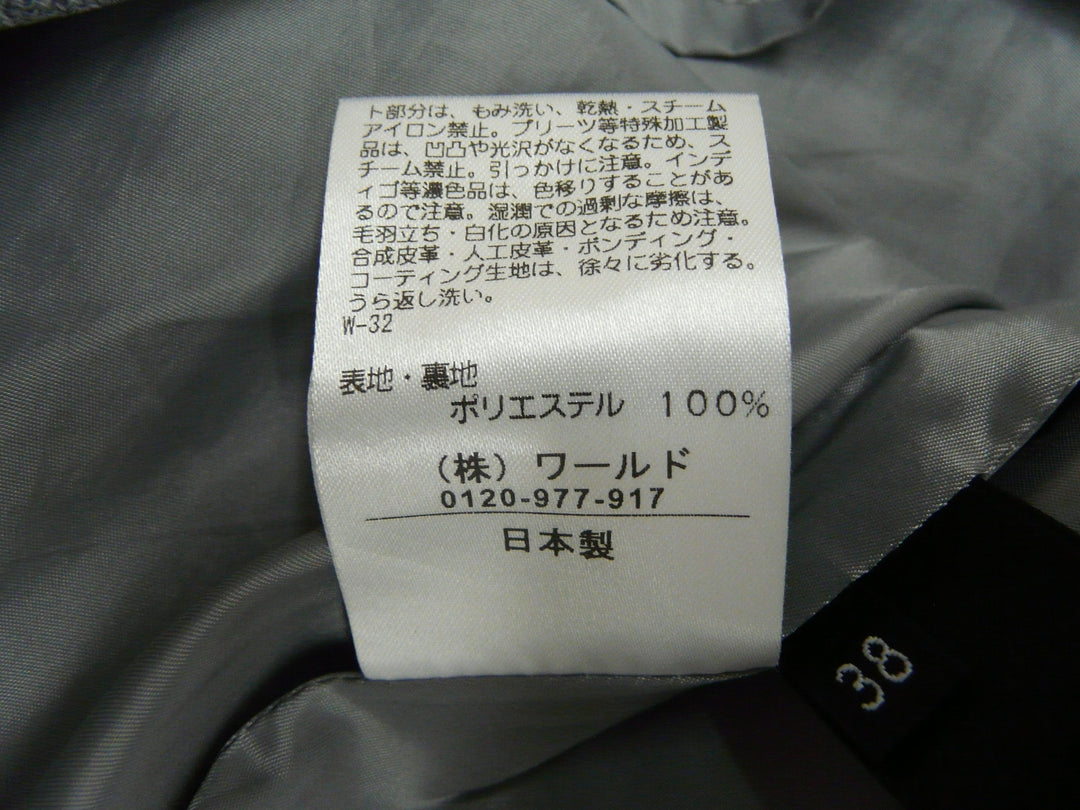 ト部分は、もみ洗い、乾熱・スチーム
アイロン禁止。プリーツ等特殊加工製
品は、凹凸や光沢がなくなるため、ス
チーム禁止。引っかけに注意。インデ
ィゴ等濃色品は、色移りすることがあ
るので注意。湿潤での過剰な摩擦は、
毛羽立ち・白化の原因となるため注意。
合成皮革・人工皮革・ボンディング・
コーティング生地は、徐々に劣化する。
うら返し洗い。
W-32
表地・裏地
ポリエステル 100%
(株) ワールド
0120-977-917
日本製
38